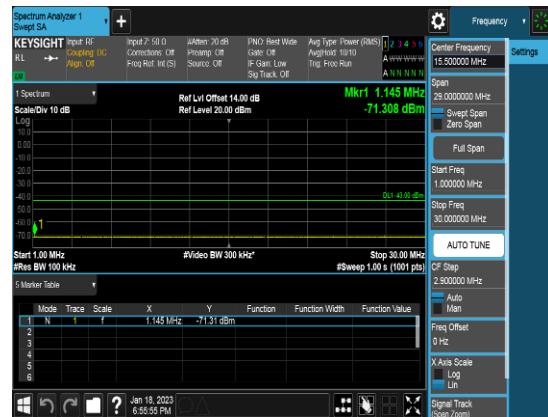 Spectrum Analyzer 1
Swept SA
+
Frequency
KEYSIGHT
RL
Input: RF
Coupling: DC
Align: Off
Input Z: 50 Ω
Corrections: Off
Freq Ref: Int (S)
#Atten: 20 dB
Preamp: Off
Source: Off
PNO: Best Wide
Gate: Off
IF Gain: Low
Sig Track: Off
Avg Type: Power (RMS)
Avg|Hold: 10/10
Trig: Free Run
1 2 3 4 5 6
A W W W W W
A N N N N N
1 Spectrum
Scale/Div 10 dB
Ref Lvl Offset 14.00 dB
Ref Level 20.00 dBm
Mkr1 1.145 MHz
-71.308 dBm
Log
10.0
0.00
-10.0
-20.0
-30.0
-40.0
-50.0
-60.0
-70.0
DL1 -43.00 dBm
1
Start 1.00 MHz
#Res BW 100 kHz
#Video BW 300 kHz*
Stop 30.00 MHz
#Sweep 1.00 s (1001 pts)
5 Marker Table
Mode Trace Scale X Y Function Function Width Function Value
1 N 1 f 1.145 MHz -71.31 dBm
2
3
4
5
6
Jan 18, 2023
6:55:55 PM
?
Center Frequency
15.500000 MHz
Settings
Span
29.0000000 MHz
Swept Span
Zero Span
Full Span
Start Freq
1.000000 MHz
Stop Freq
30.000000 MHz
AUTO TUNE
CF Step
2.900000 MHz
Auto
Man
Freq Offset
0 Hz
X Axis Scale
Log
Lin
Signal Track
(Span Zoom)